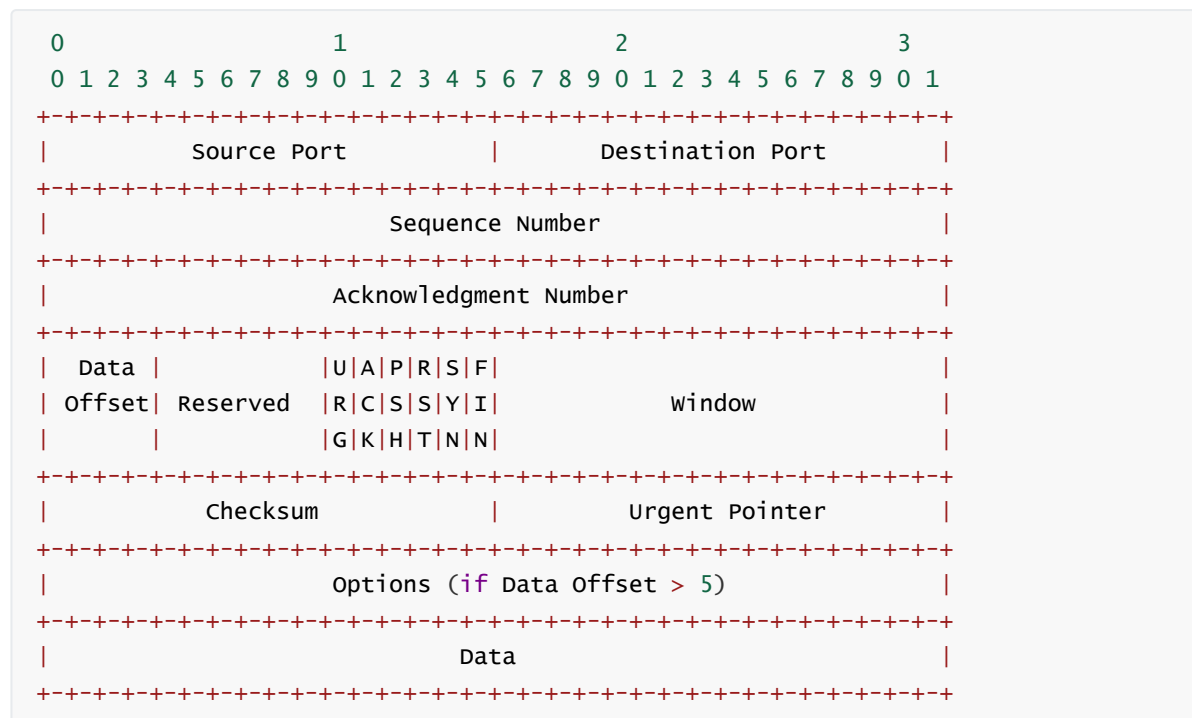 0                   1                   2                   3
 0 1 2 3 4 5 6 7 8 9 0 1 2 3 4 5 6 7 8 9 0 1 2 3 4 5 6 7 8 9 0 1
+-+-+-+-+-+-+-+-+-+-+-+-+-+-+-+-+-+-+-+-+-+-+-+-+-+-+-+-+-+-+-+-+
|          Source Port          |       Destination Port        |
+-+-+-+-+-+-+-+-+-+-+-+-+-+-+-+-+-+-+-+-+-+-+-+-+-+-+-+-+-+-+-+-+
|                        Sequence Number                        |
+-+-+-+-+-+-+-+-+-+-+-+-+-+-+-+-+-+-+-+-+-+-+-+-+-+-+-+-+-+-+-+-+
|                    Acknowledgment Number                      |
+-+-+-+-+-+-+-+-+-+-+-+-+-+-+-+-+-+-+-+-+-+-+-+-+-+-+-+-+-+-+-+-+
|  Data |           |U|A|P|R|S|F|                               |
| Offset| Reserved  |R|C|S|S|Y|I|            Window             |
|       |           |G|K|H|T|N|N|                               |
+-+-+-+-+-+-+-+-+-+-+-+-+-+-+-+-+-+-+-+-+-+-+-+-+-+-+-+-+-+-+-+-+
|           Checksum            |         Urgent Pointer        |
+-+-+-+-+-+-+-+-+-+-+-+-+-+-+-+-+-+-+-+-+-+-+-+-+-+-+-+-+-+-+-+-+
|                    Options (if Data Offset > 5)               |
+-+-+-+-+-+-+-+-+-+-+-+-+-+-+-+-+-+-+-+-+-+-+-+-+-+-+-+-+-+-+-+-+
|                             Data                              |
+-+-+-+-+-+-+-+-+-+-+-+-+-+-+-+-+-+-+-+-+-+-+-+-+-+-+-+-+-+-+-+-+